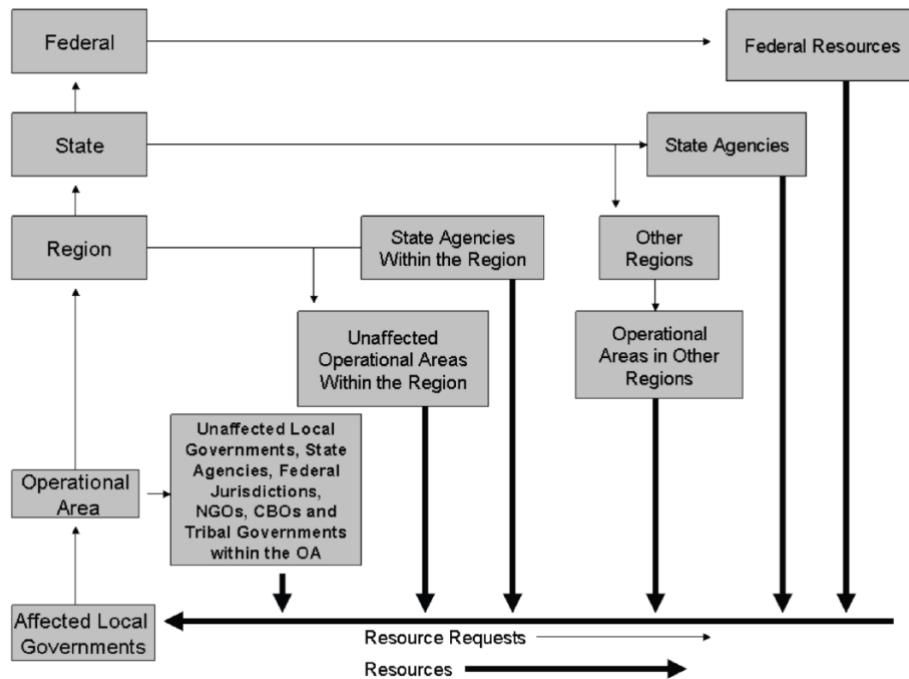 Federal
Federal Resources
State
State Agencies
Region
State Agencies
Within the Region
Other
Regions
Unaffected
Operational Areas
Within the Region
Operational
Areas in Other
Regions
Unaffected Local
Governments, State
Agencies, Federal
Jurisdictions,
NGOs, CBOs and
Tribal Governments
within the OA
Operational
Area
Affected Local
Governments
Resource Requests
Resources